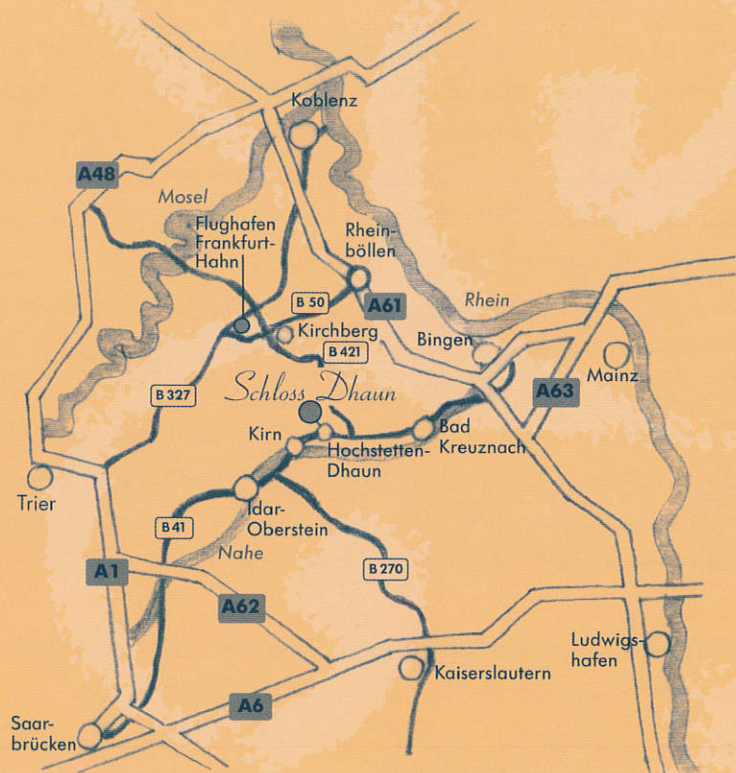 Koblenz
A48
Mosel
Flughafen
Frankfurt-
Hahn
Rhein-
böllen
Rhein
B 50
A61
Kirchberg
Bingen
B 421
Mainz
B 327
Schloss Dhaun
A63
Kirn
Bad
Kreuznach
Hochstetten-
Dhaun
Trier
Idar-
Oberstein
B 41
Nahe
B 270
A1
A62
Ludwigs-
hafen
Kaiserslautern
A6
Saar-
brücken